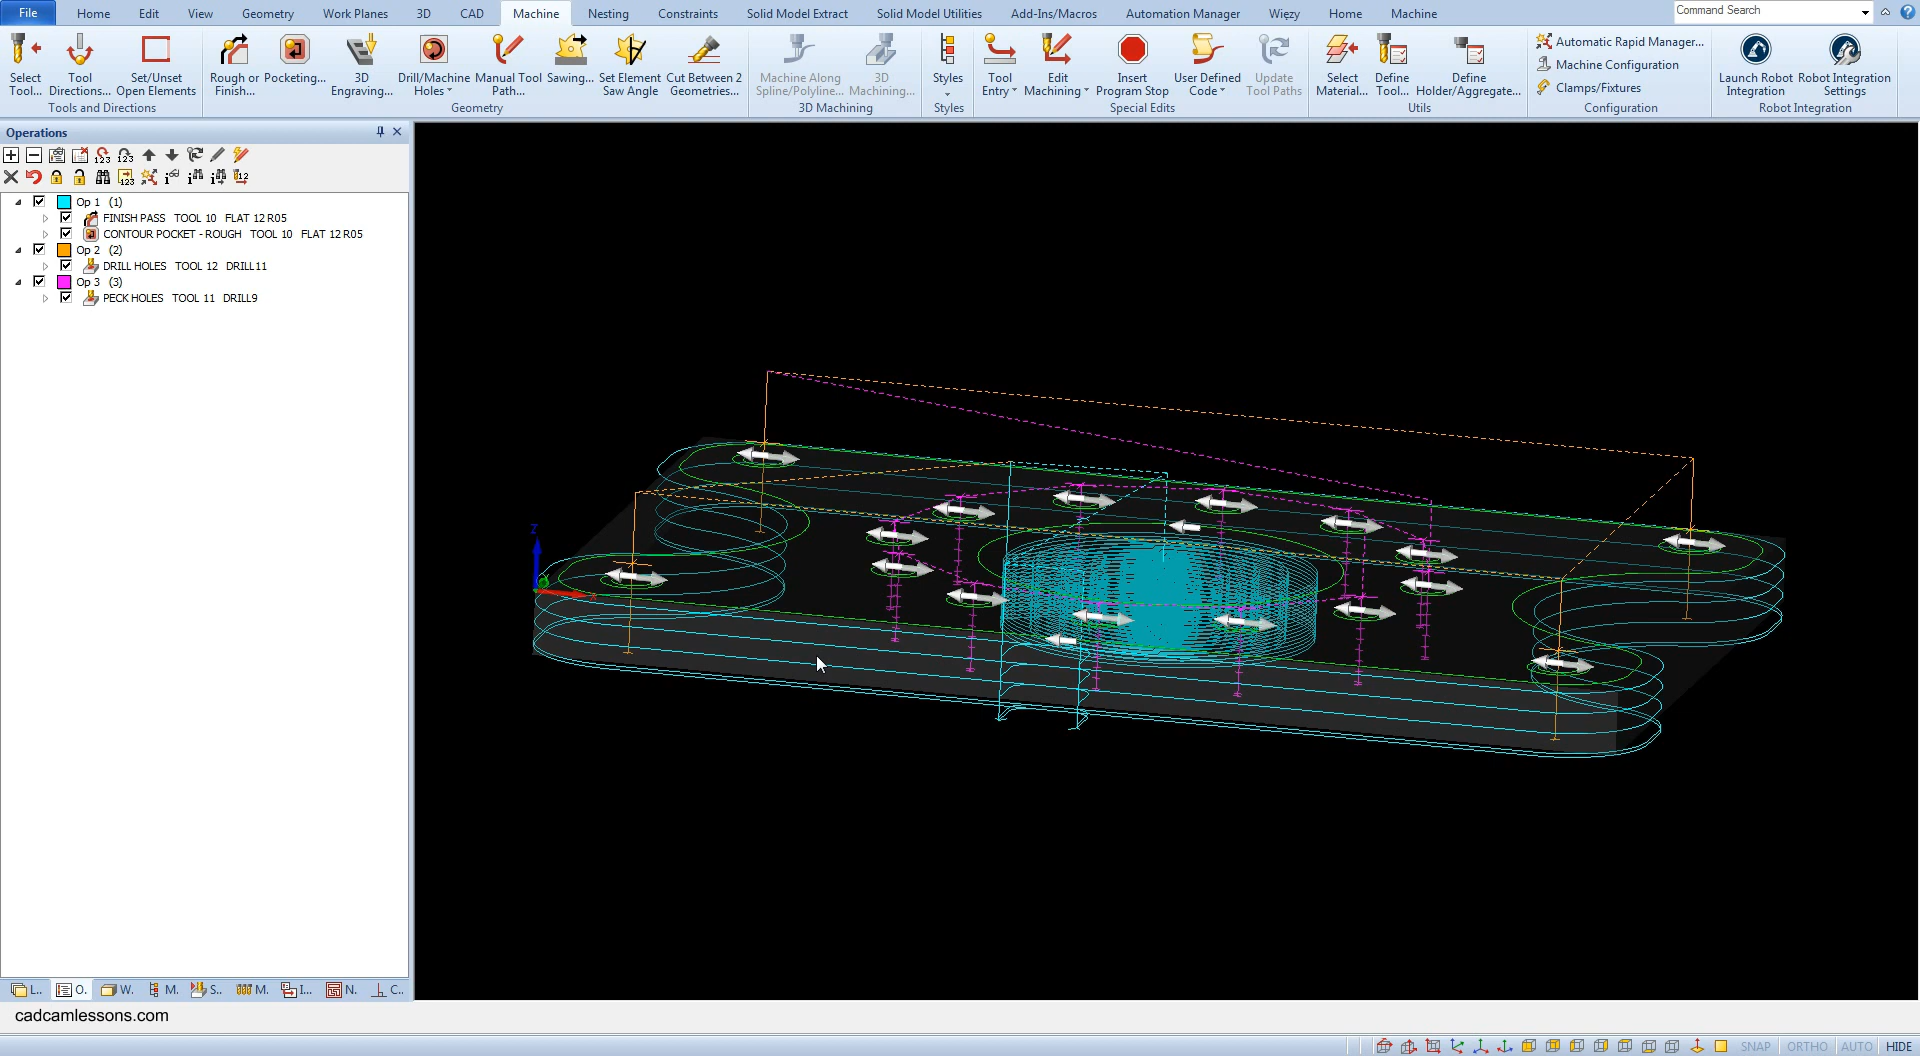 File Home Edit View Geometry Work Planes 3D CAD Machine Nesting Constraints Solid Model Extract Solid Model Utilities Add-Ins/Macros Automation Manager Więzy Home Machine Command Search
Select Tool... Tool Directions... Set/Unset Open Elements
Tools and Directions
Rough or Finish... Pocketing... 3D Engraving... Drill/Machine Holes Manual Tool Path... Sawing... Set Element Saw Angle Cut Between 2 Geometries...
Geometry
Machine Along Spline/Polyline... 3D Machining...
3D Machining
Styles
Styles
Tool Entry Edit Machining Insert Program Stop User Defined Code Update Tool Paths
Special Edits
Select Material... Define Tool... Define Holder/Aggregate...
Utils
Automatic Rapid Manager...
Machine Configuration
Clamps/Fixtures
Configuration
Launch Robot Integration Robot Integration Settings
Robot Integration
Operations
Op 1 (1)
FINISH PASS TOOL 10 FLAT 12 R05
CONTOUR POCKET - ROUGH TOOL 10 FLAT 12 R05
Op 2 (2)
DRILL HOLES TOOL 12 DRILL11
Op 3 (3)
PECK HOLES TOOL 11 DRILL9
Z
X
L.. O. W. M. S.. M. I... N. C..
cadcamlessons.com
SNAP ORTHO AUTO HIDE